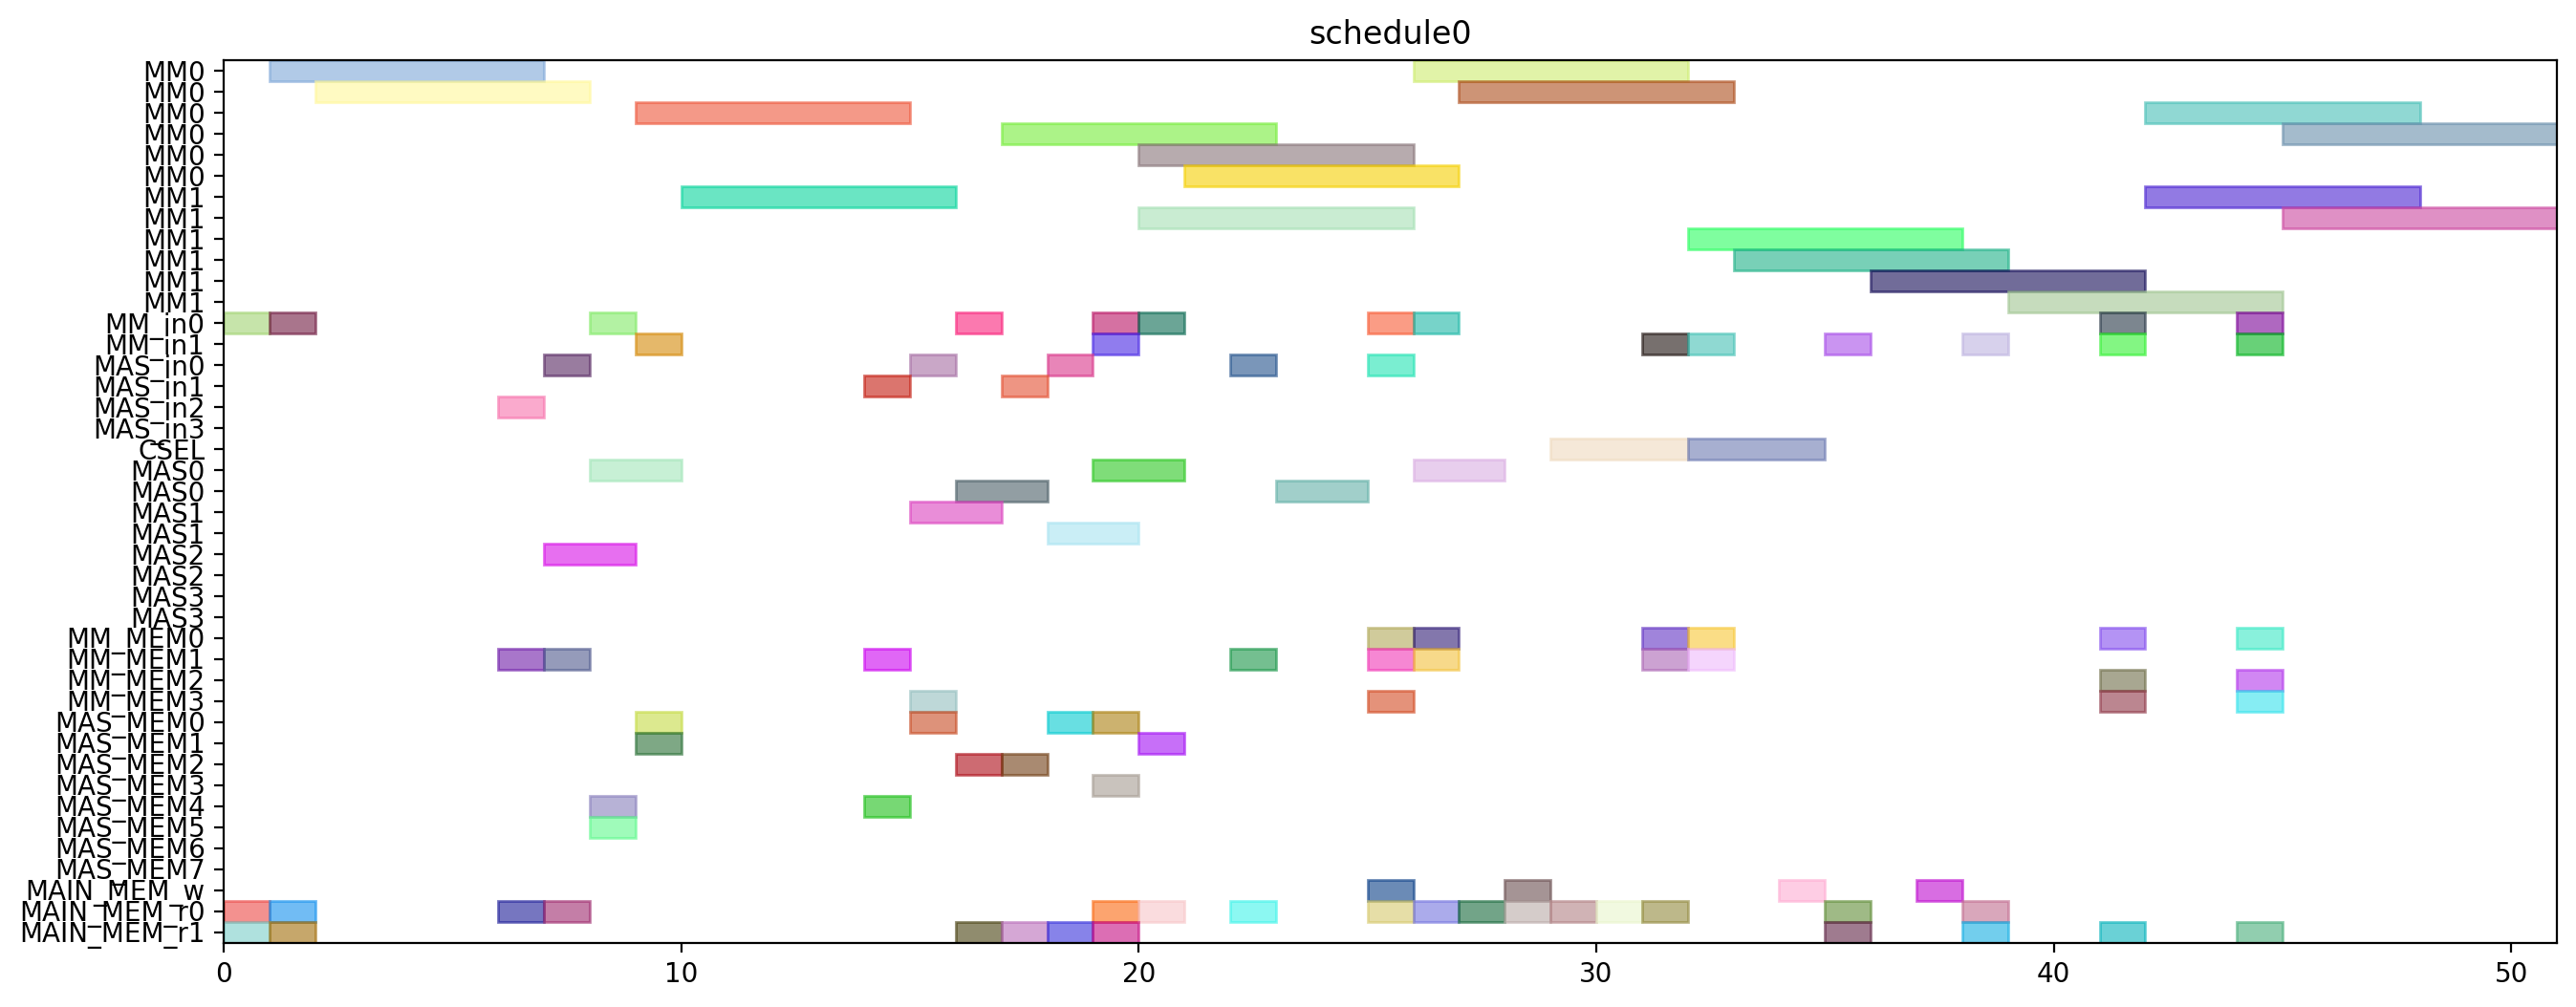 schedule0
MM0
MM0
MM0
MM0
MM0
MM0
MM1
MM1
MM1
MM1
MM1
MM1
MM_in0
MM_in1
MAS_in0
MAS_in1
MAS_in2
MAS_in3
CSEL
MAS0
MAS0
MAS1
MAS1
MAS2
MAS2
MAS3
MAS3
MM_MEM0
MM_MEM1
MM_MEM2
MM_MEM3
MAS_MEM0
MAS_MEM1
MAS_MEM2
MAS_MEM3
MAS_MEM4
MAS_MEM5
MAS_MEM6
MAS_MEM7
MAIN_MEM_w
MAIN_MEM_r0
MAIN_MEM_r1
0 10 20 30 40 50